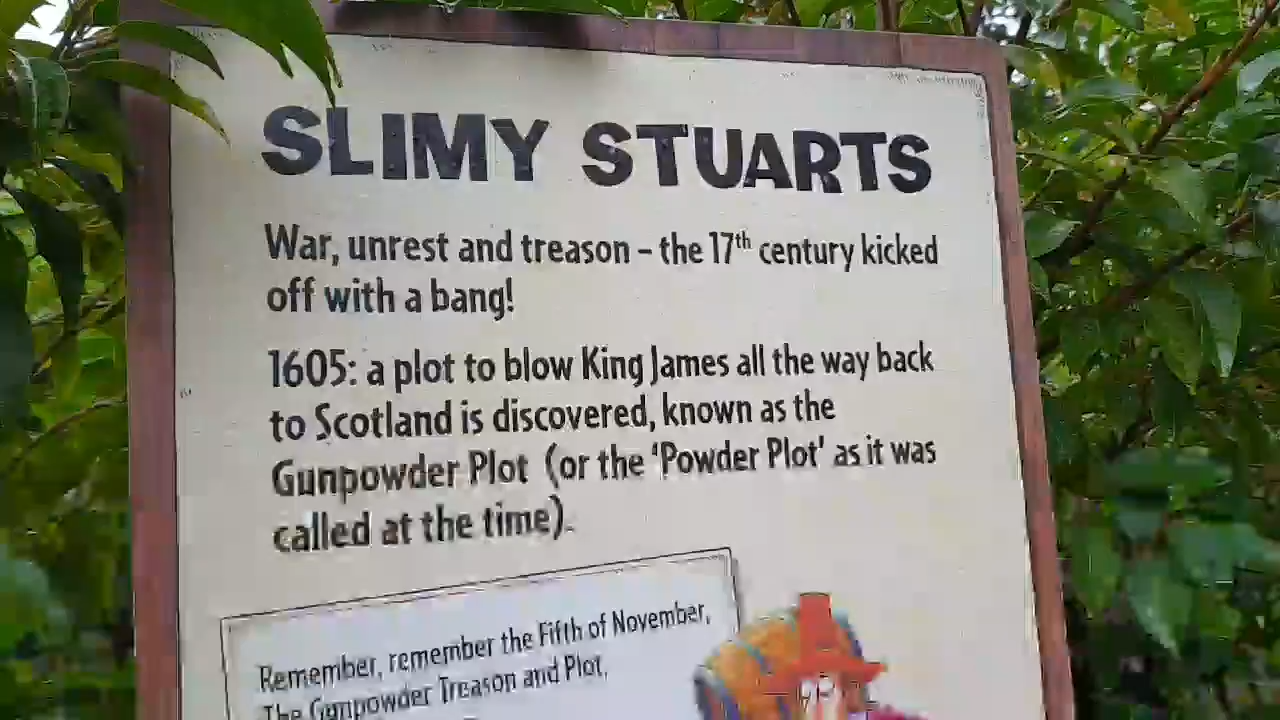 SLIMY STUARTS
War, unrest and treason – the 17th century kicked
off with a bang!
1605: a plot to blow King James all the way back
to Scotland is discovered, known as the
Gunpowder Plot (or the ‘Powder Plot’ as it was
called at the time).
Remember, remember the Fifth of November,
The Gunpowder Treason and Plot,